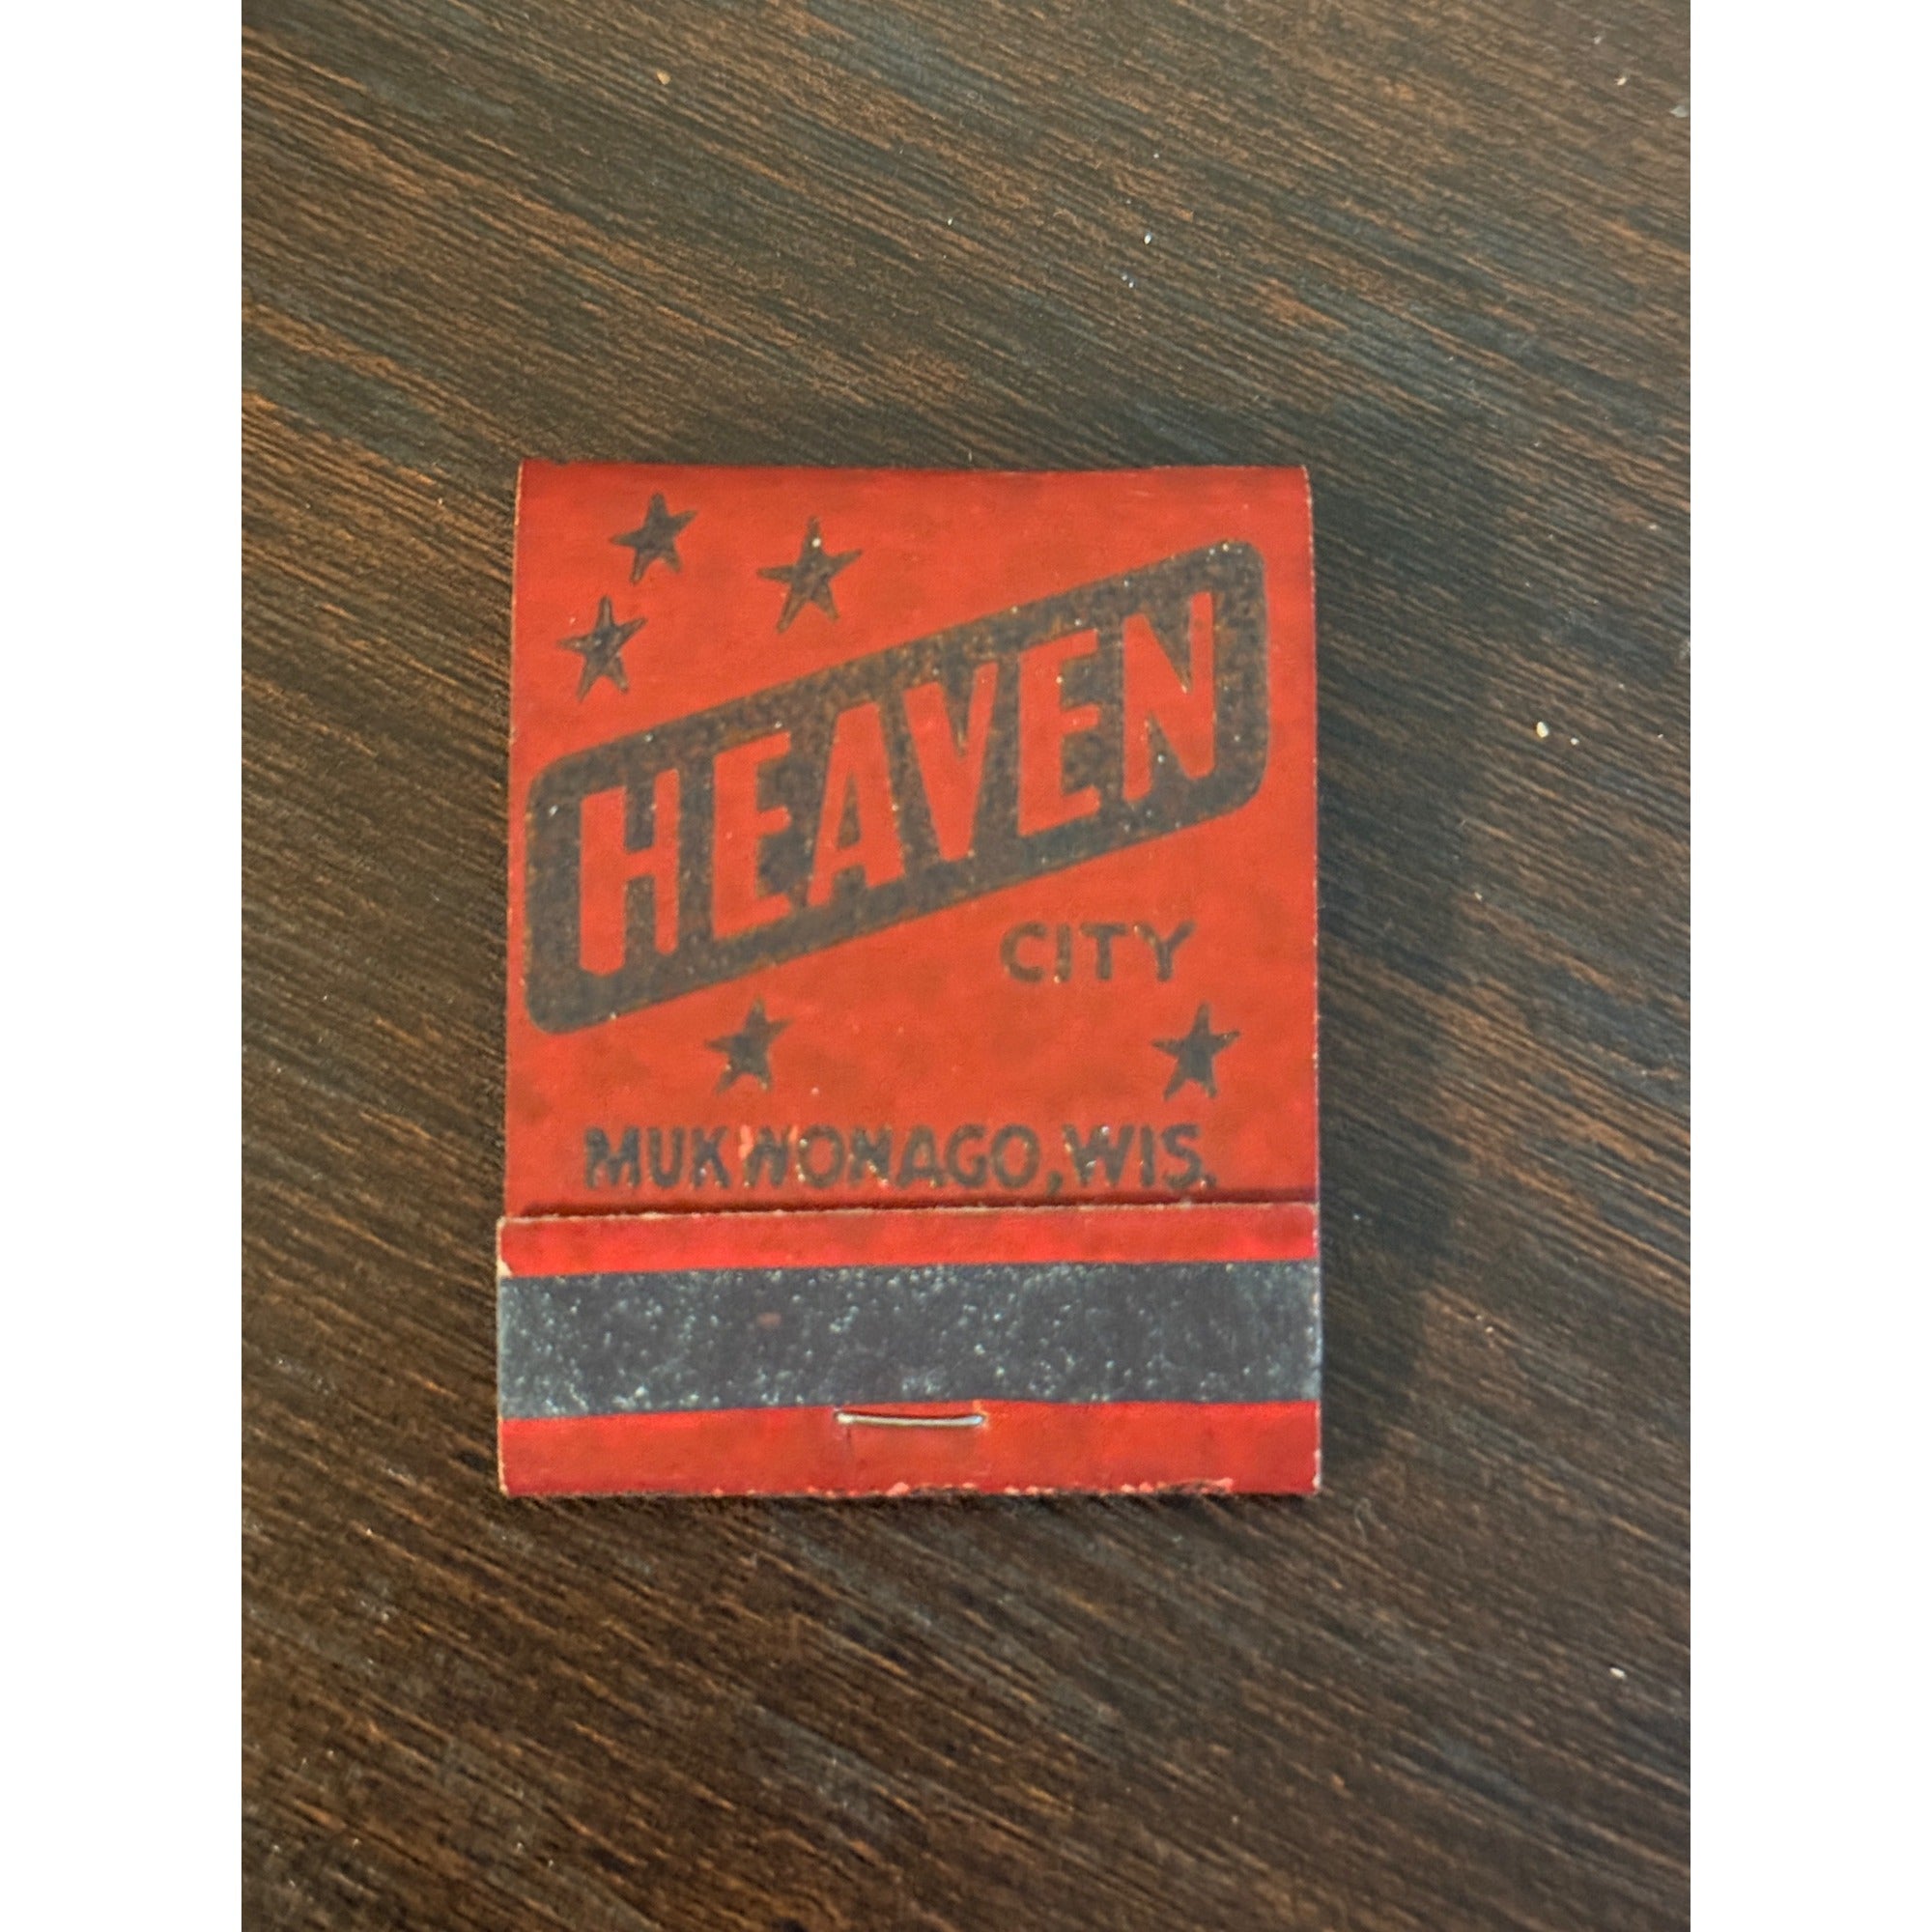 HEAVEN
CITY
MUKWONAGO, WIS.